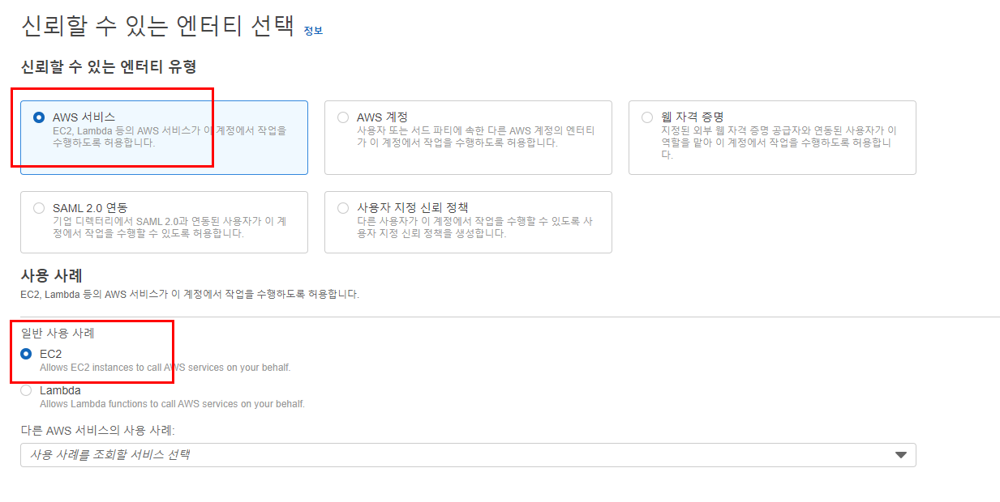 신뢰할 수 있는 엔터티 선택 정보
신뢰할 수 있는 엔터티 유형
AWS 서비스
EC2, Lambda 등의 AWS 서비스가 이 계정에서 작업을
수행하도록 허용합니다.
AWS 계정
사용자 또는 서드 파티에 속한 다른 AWS 계정의 엔터티
가 이 계정에서 작업을 수행하도록 허용합니다.
웹 자격 증명
지정된 외부 웹 자격 증명 공급자와 연동된 사용자가 이
역할을 맡아 이 계정에서 작업을 수행하도록 허용합니
다.
SAML 2.0 연동
기업 디렉터리에서 SAML 2.0과 연동된 사용자가 이 계
정에서 작업을 수행할 수 있도록 허용합니다.
사용자 지정 신뢰 정책
다른 사용자가 이 계정에서 작업을 수행할 수 있도록 사
용자 지정 신뢰 정책을 생성합니다.
사용 사례
EC2, Lambda 등의 AWS 서비스가 이 계정에서 작업을 수행하도록 허용합니다.
일반 사용 사례
EC2
Allows EC2 instances to call AWS services on your behalf.
Lambda
Allows Lambda functions to call AWS services on your behalf.
다른 AWS 서비스의 사용 사례:
사용 사례를 조회할 서비스 선택